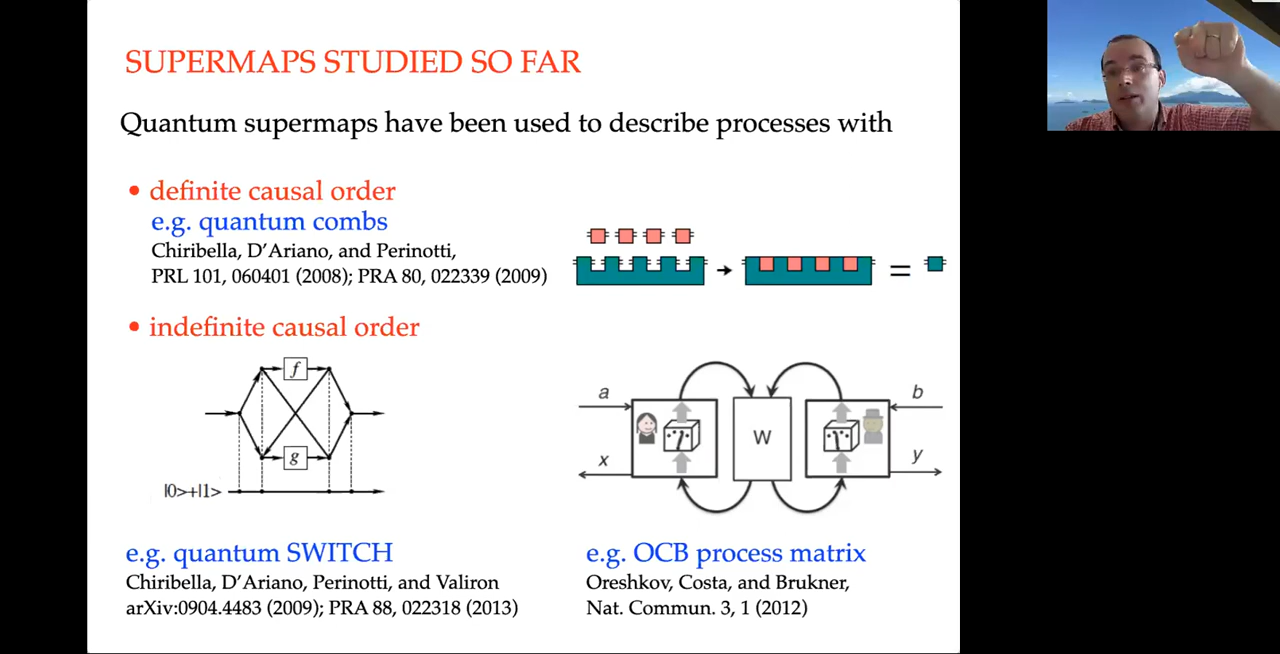 SUPERMAPS STUDIED SO FAR
Quantum supermaps have been used to describe processes with
• definite causal order
e.g. quantum combs
Chiribella, D'Ariano, and Perinotti,
PRL 101, 060401 (2008); PRA 80, 022339 (2009)
=
• indefinite causal order
f
g
|0>+|1>
a
x
W
b
y
e.g. quantum SWITCH
Chiribella, D'Ariano, Perinotti, and Valiron
arXiv:0904.4483 (2009); PRA 88, 022318 (2013)
e.g. OCB process matrix
Oreshkov, Costa, and Brukner,
Nat. Commun. 3, 1 (2012)